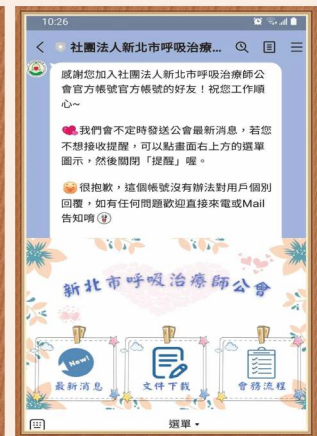 10:26
社團法人新北市呼吸治療...
感謝您加入社團法人新北市呼吸治療師公
會官方帳號官方帳號的好友！祝您工作順
心~
我們會不定時發送公會最新消息，若您
不想接收提醒，可以點畫面右上方的選單
圖示，然後關閉「提醒」喔。
很抱歉，這個帳號沒有辦法對用戶個別
回覆，如有任何問題歡迎直接來電或Mail
告知唷
新北市呼吸治療師公會
New!
最新消息
文件下載
會務流程
選單